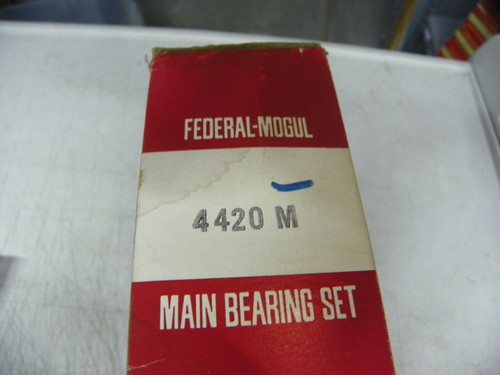 FEDERAL-MOGUL
4420 M
MAIN BEARING SET